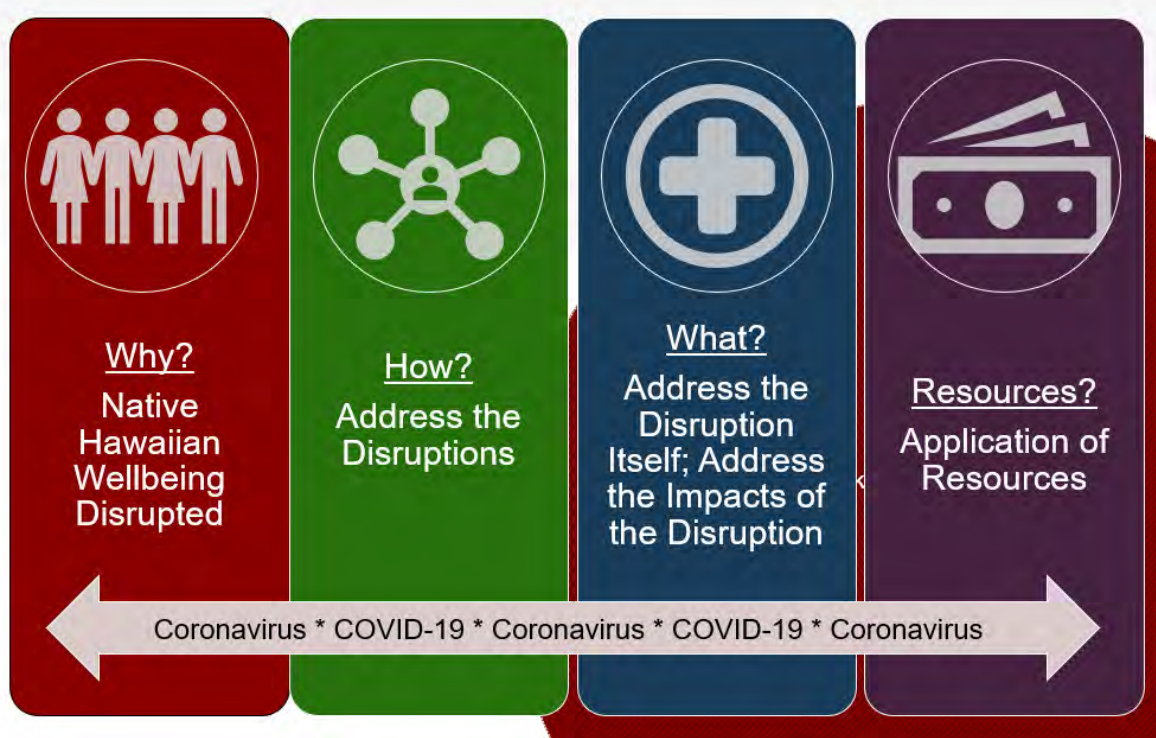 Why?
Native
Hawaiian
Wellbeing
Disrupted
How?
Address the
Disruptions
What?
Address the
Disruption
Itself; Address
the Impacts of
the Disruption
Resources?
Application of
Resources
Coronavirus * COVID-19 * Coronavirus * COVID-19 * Coronavirus